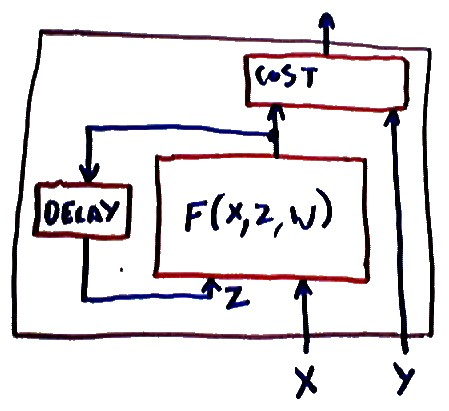 COST
DELAY
F(X, Z, W)
Z
X Y